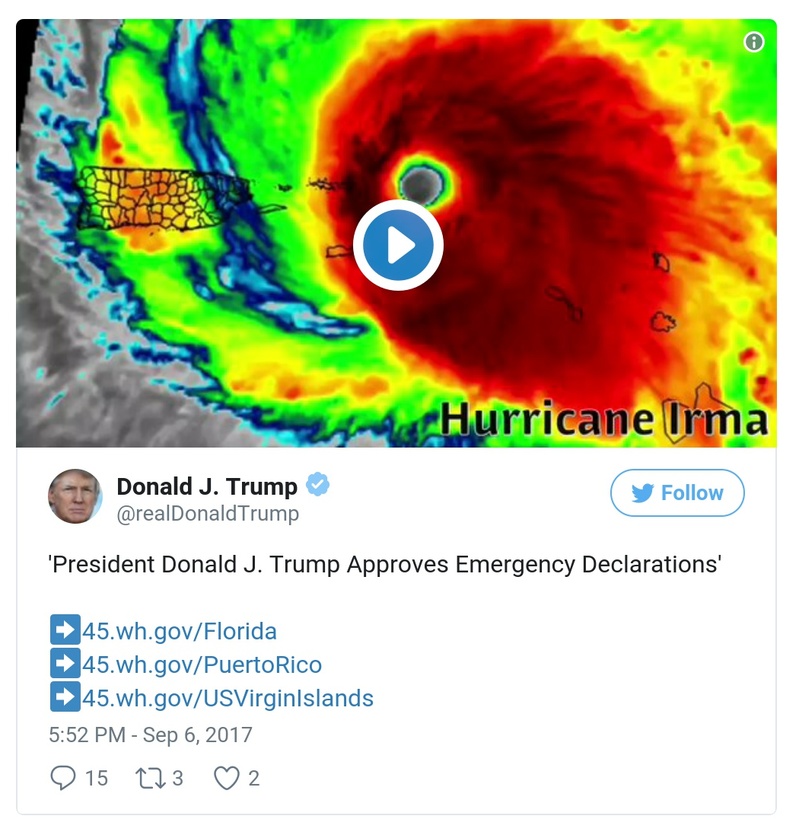 Hurricane Irma
Donald J. Trump
@realDonaldTrump
Follow
'President Donald J. Trump Approves Emergency Declarations'
➡45.wh.gov/Florida
➡45.wh.gov/PuertoRico
➡45.wh.gov/USVirginIslands
5:52 PM - Sep 6, 2017
15 3 2